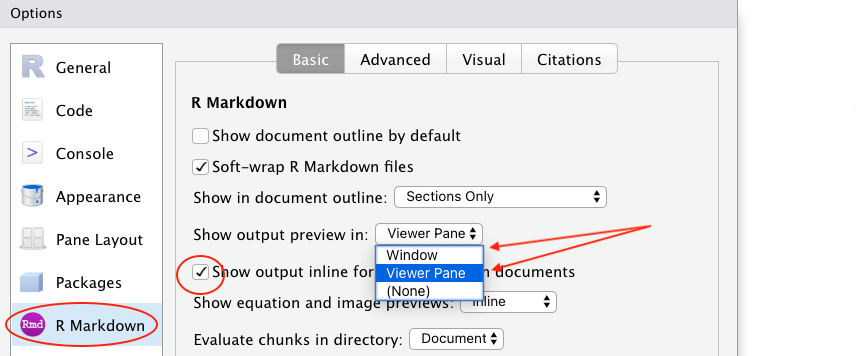 Options
Basic Advanced Visual Citations
R General
Code
> Console
Appearance
Pane Layout
Packages
Rmd R Markdown
R Markdown
Show document outline by default
Soft-wrap R Markdown files
Show in document outline: Sections Only
Show output preview in: Viewer Pane
Window
Viewer Pane
(None)
Show output inline for documents
Show equation and image previews: Inline
Evaluate chunks in directory: Document